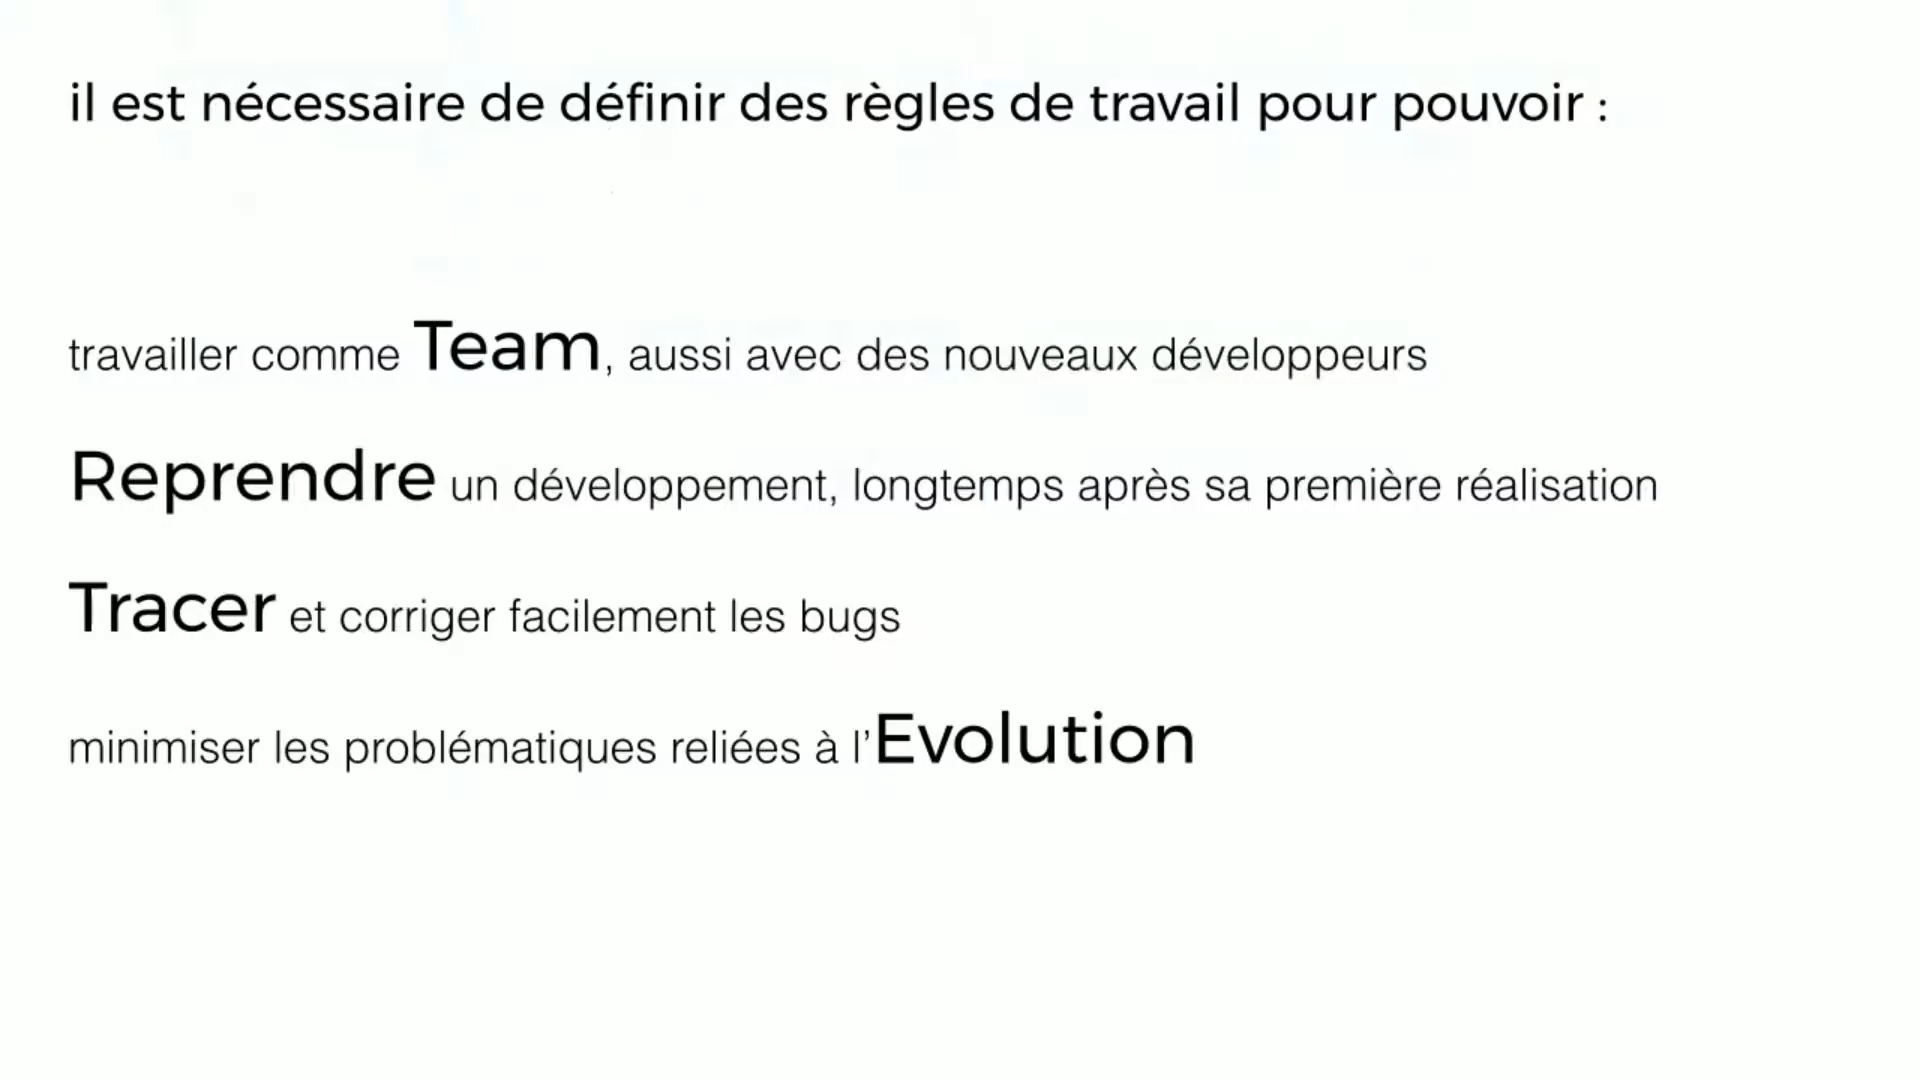 il est nécessaire de définir des règles de travail pour pouvoir :
travailler comme Team, aussi avec des nouveaux développeurs
Reprendre un développement, longtemps après sa première réalisation
Tracer et corriger facilement les bugs
minimiser les problématiques reliées à l’Evolution